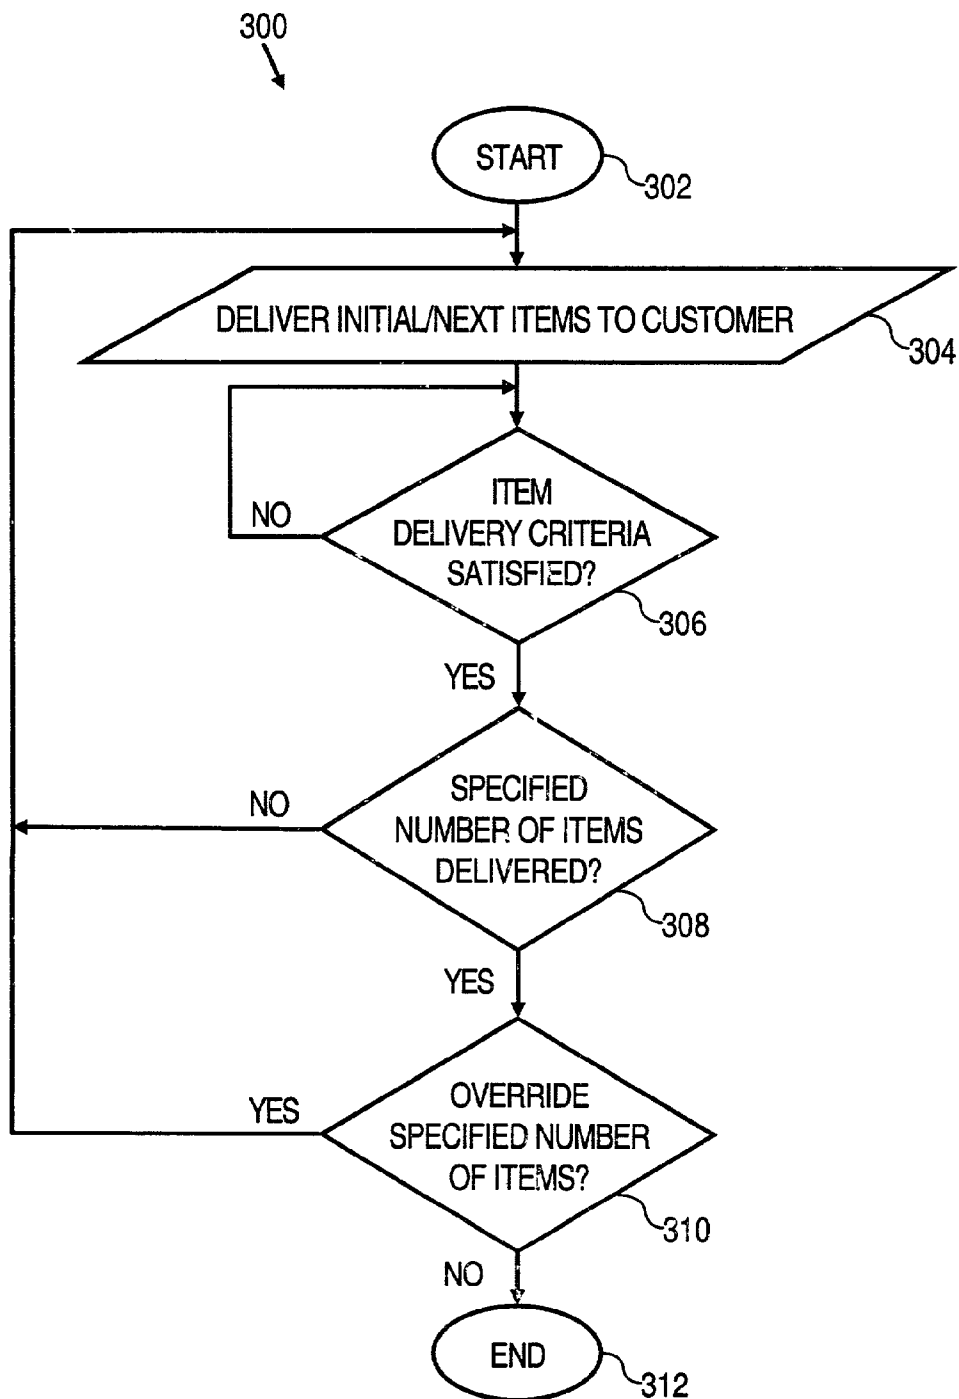 300
START
302
DELIVER INITIAL/NEXT ITEMS TO CUSTOMER
304
NO
ITEM
DELIVERY CRITERIA
SATISFIED?
306
YES
NO
SPECIFIED
NUMBER OF ITEMS
DELIVERED?
308
YES
YES
OVERRIDE
SPECIFIED NUMBER
OF ITEMS?
310
NO
END
312